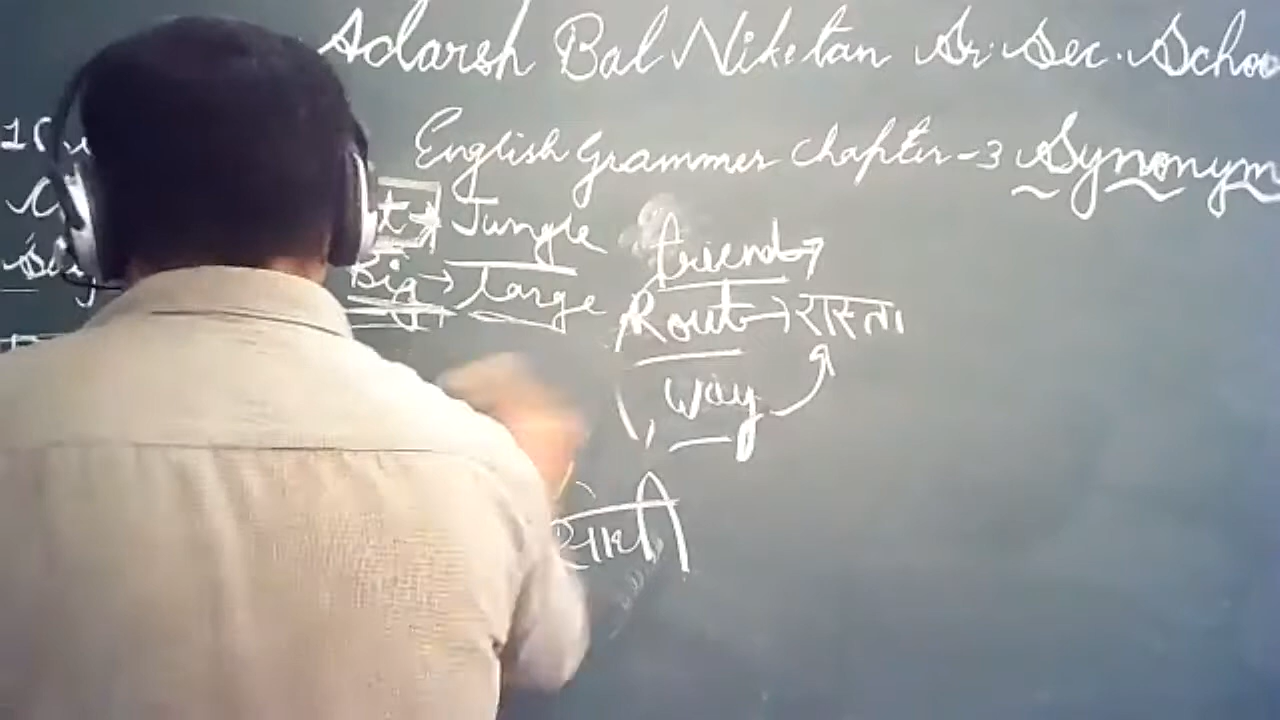 Adarsh Bal Niketan Sr. Sec. Schoo
English Grammer Chapter-3 Synonym
t → Jungle
Big → large
friend →
Rout → रास्ता
Way
साथी